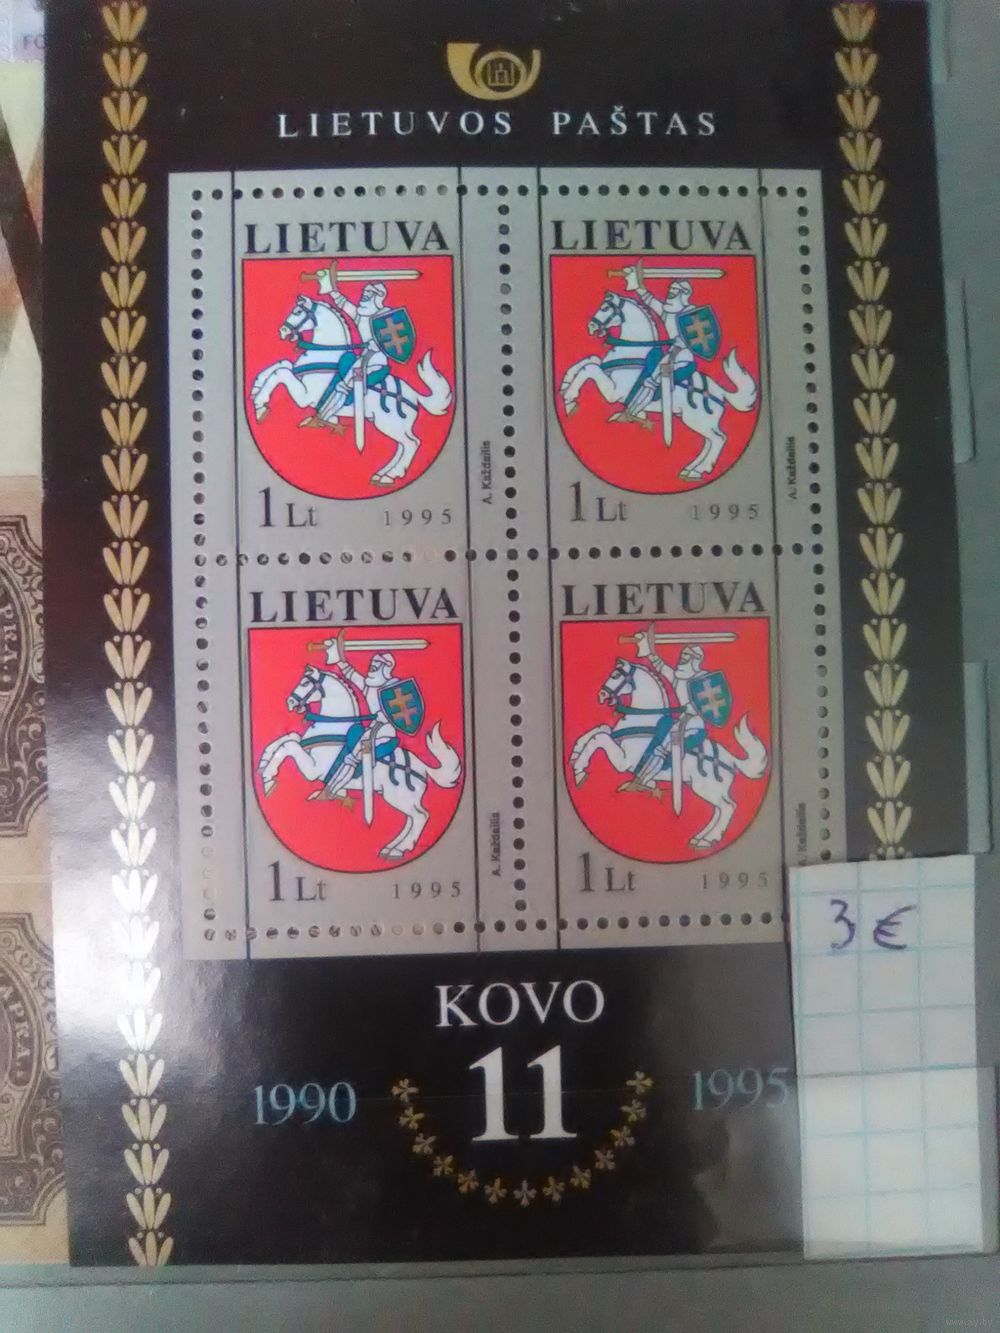 LIETUVOS PAŠTAS
LIETUVA
LIETUVA
A. Každailis
A. Každailis
1 Lt 1995
1 Lt 1995
LIETUVA
LIETUVA
A. Každailis
A. Každailis
1 Lt 1995
1 Lt 1995
3 €
KOVO
11
1990
1995